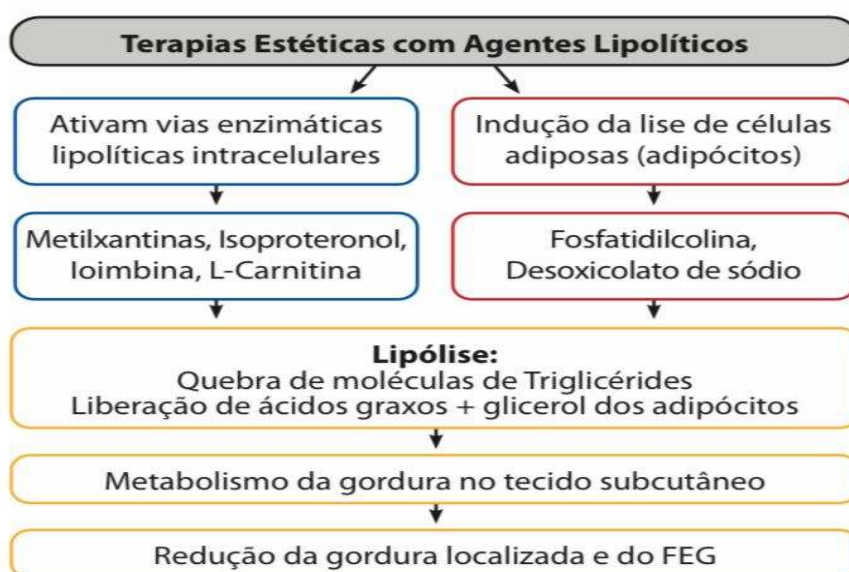 Terapias Estéticas com Agentes Lipolíticos
Ativam vias enzimáticas
lipolíticas intracelulares
Indução da lise de células
adiposas (adipócitos)
Metilxantinas, Isoproteronol,
Ioimbina, L-Carnitina
Fosfatidilcolina,
Desoxicolato de sódio
Lipólise:
Quebra de moléculas de Triglicérides
Liberação de ácidos graxos + glicerol dos adipócitos
Metabolismo da gordura no tecido subcutâneo
Redução da gordura localizada e do FEG